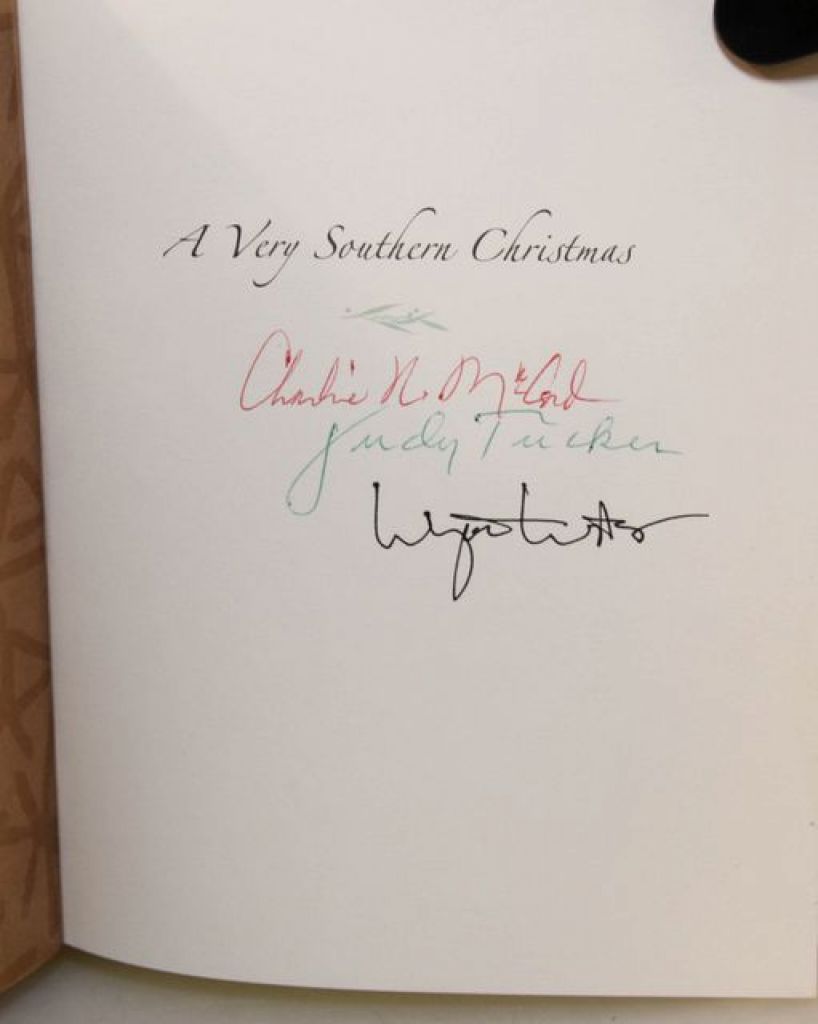 A Very Southern Christmas
Charlie R. McCord
Judy Tucker